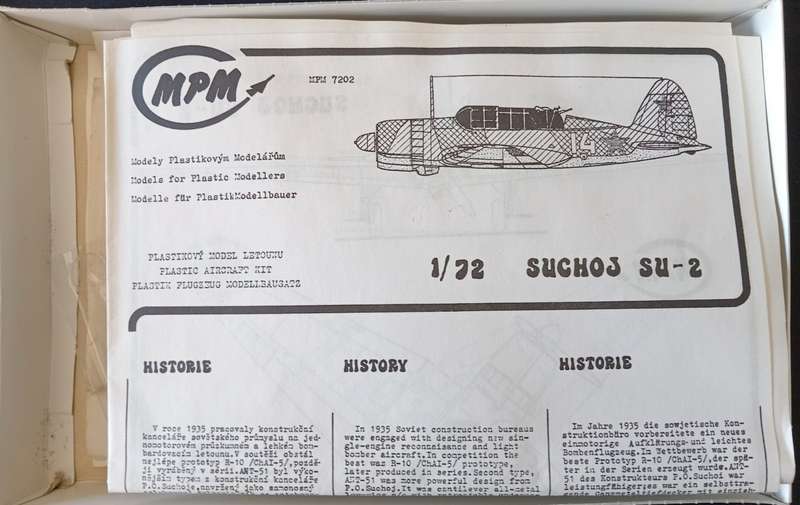 MPM
MPM 7202
14
Modely Plastikovým Modelářům
Models for Plastic Modellers
Modelle für PlastikModellbauer
PLASTIKOVÝ MODEL LETOUNU
PLASTIC AIRCRAFT KIT
PLASTIK FLUGZEUG MODELLBAUSATZ
1/72 SUCHOJ SU-2
HISTORIE
V roce 1935 pracovaly konstrukční
kanceláře sovětského průmyslu na jed-
nomotorovém průzkumném a lehkém bom-
bardovacím letounu. V soutěži obstál
nejlépe prototyp R-10 /ChAI-5/, pozdě-
ji vyráběný v sérii. ANT-51 byl výko-
nějším typem z konstrukční kanceláře
P.O.Suchoje, navržený jako samonosný
HISTORY
In 1935 Soviet construction bureaus
were engaged with designing new sin-
gle-engine reconnaisance and light
bomber aircraft. In competition the
best was R-10 /ChAI-5/ prototype,
later produced in series. Second type,
ANT-51 was more powerful design from
P.O.Suchoj. It was cantilever all-metal
HISTORIE
Im Jahre 1935 die sowjetische Kon-
struktionbüro vorbereitete ein neues
einmotorige Aufklärungs- und leichtes
Bombenflugzeug. Im Wettbewerb war der
beste Prototyp R-10 /ChAI-5/, der spä-
ter in der Serien erzeugt wurde. ANT-
51 des Konstrukteurs P.O.Suchoi war
leistungfähigerges war ein selbsttra-